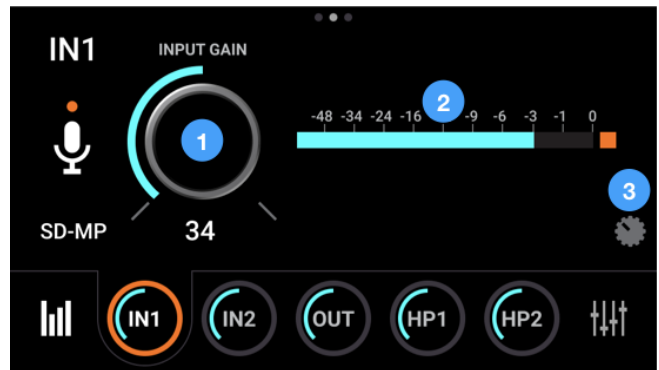 IN1
INPUT GAIN
1
2
-48 -34 -24 -16 -9 -6 -3 -1 0
3
SD-MP
34
IN1
IN2
OUT
HP1
HP2